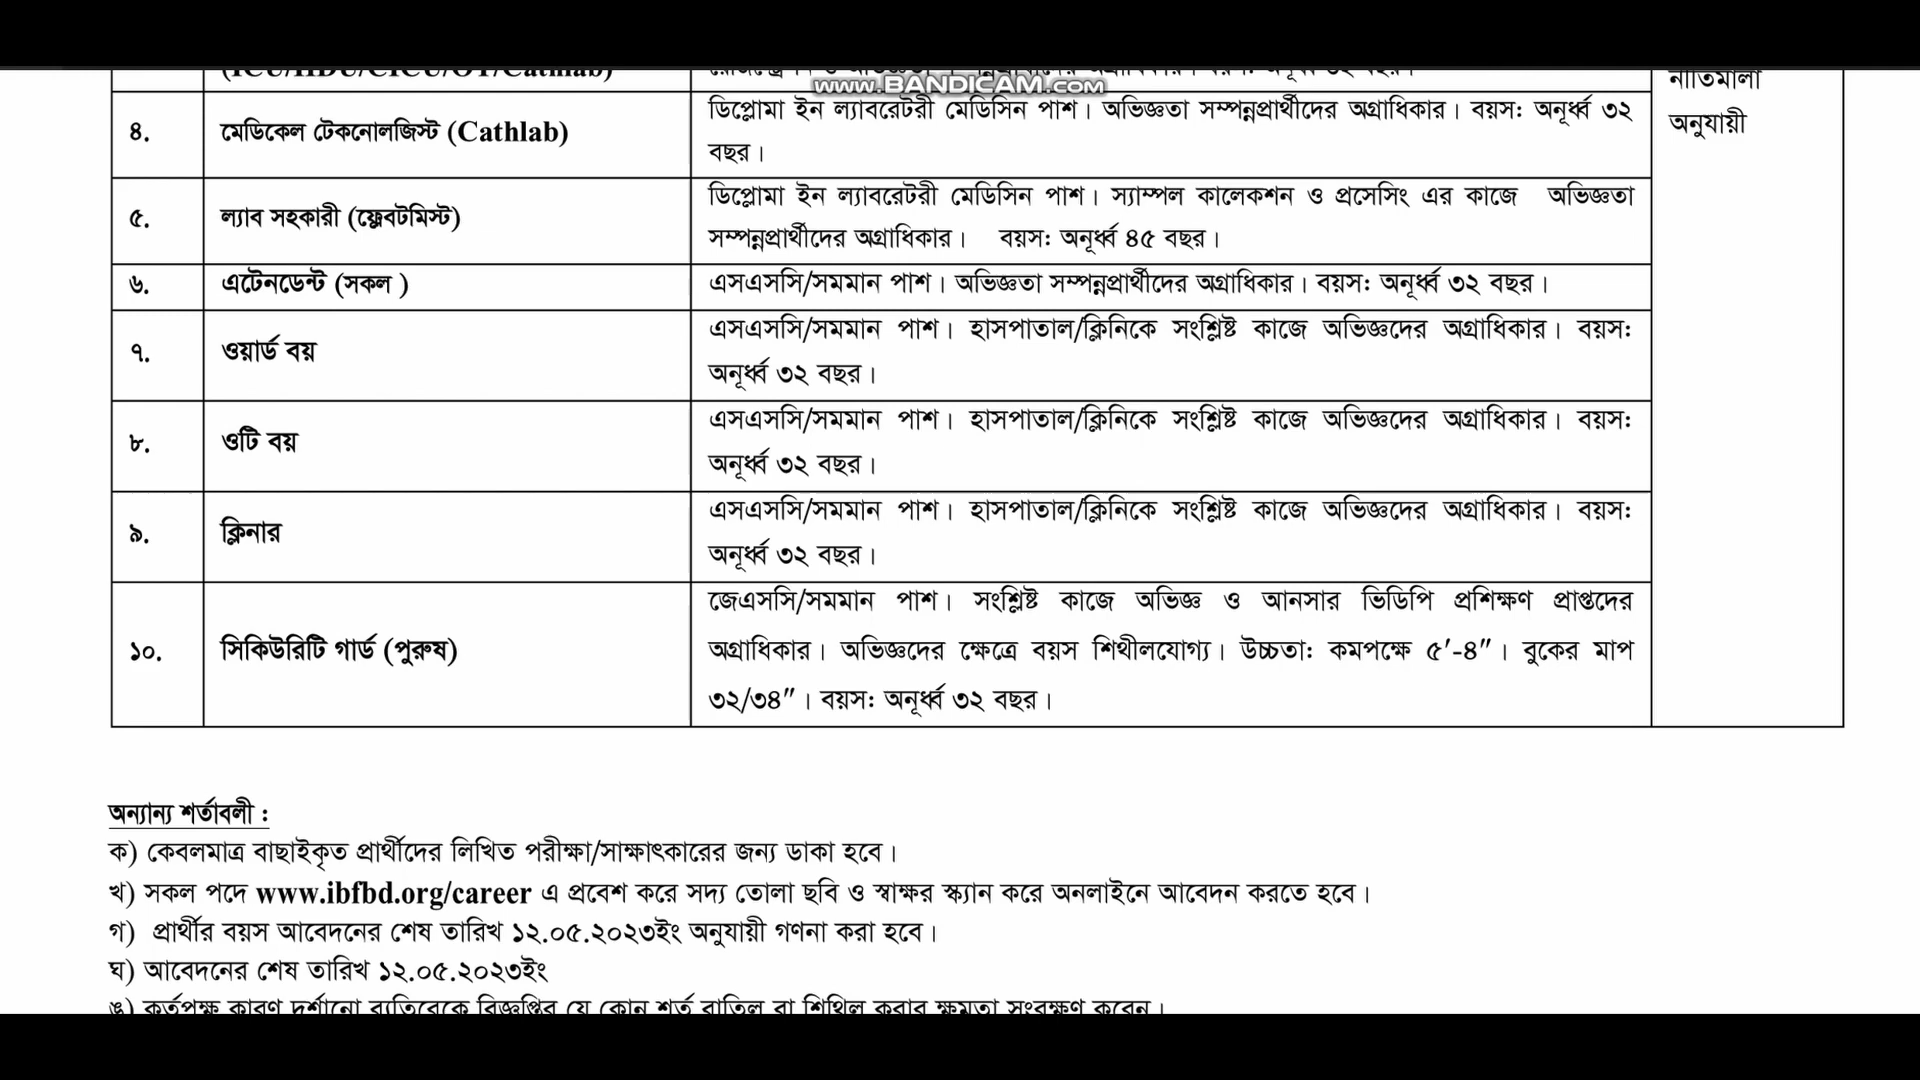 (ICU/HDU/CICU/OT/Cathlab)
www.BANDICAM.com
নীতিমালা
অনুযায়ী
৪.
মেডিকেল টেকনোলজিস্ট (Cathlab)
ডিপ্লোমা ইন ল্যাবরেটরী মেডিসিন পাশ। অভিজ্ঞতা সম্পন্নপ্রার্থীদের অগ্রাধিকার। বয়স: অনূর্ধ্ব ৩২
বছর।
৫.
ল্যাব সহকারী (ফ্লেবটমিস্ট)
ডিপ্লোমা ইন ল্যাবরেটরী মেডিসিন পাশ। স্যাম্পল কালেকশন ও প্রসেসিং এর কাজে অভিজ্ঞতা
সম্পন্নপ্রার্থীদের অগ্রাধিকার। বয়স: অনূর্ধ্ব ৪৫ বছর।
৬.
এটেনডেন্ট (সকল )
এসএসসি/সমমান পাশ। অভিজ্ঞতা সম্পন্নপ্রার্থীদের অগ্রাধিকার। বয়স: অনূর্ধ্ব ৩২ বছর।
৭.
ওয়ার্ড বয়
এসএসসি/সমমান পাশ। হাসপাতাল/ক্লিনিকে সংশ্লিষ্ট কাজে অভিজ্ঞদের অগ্রাধিকার। বয়স:
অনূর্ধ্ব ৩২ বছর।
৮.
ওটি বয়
এসএসসি/সমমান পাশ। হাসপাতাল/ক্লিনিকে সংশ্লিষ্ট কাজে অভিজ্ঞদের অগ্রাধিকার। বয়স:
অনূর্ধ্ব ৩২ বছর।
৯.
ক্লিনার
এসএসসি/সমমান পাশ। হাসপাতাল/ক্লিনিকে সংশ্লিষ্ট কাজে অভিজ্ঞদের অগ্রাধিকার। বয়স:
অনূর্ধ্ব ৩২ বছর।
১০.
সিকিউরিটি গার্ড (পুরুষ)
জেএসসি/সমমান পাশ। সংশ্লিষ্ট কাজে অভিজ্ঞ ও আনসার ভিডিপি প্রশিক্ষণ প্রাপ্তদের
অগ্রাধিকার। অভিজ্ঞদের ক্ষেত্রে বয়স শিথীলযোগ্য। উচ্চতা: কমপক্ষে ৫′-৪″। বুকের মাপ
৩২/৩৪″। বয়স: অনূর্ধ্ব ৩২ বছর।
অন্যান্য শর্তাবলী :
ক) কেবলমাত্র বাছাইকৃত প্রার্থীদের লিখিত পরীক্ষা/সাক্ষাৎকারের জন্য ডাকা হবে।
খ) সকল পদে www.ibfbd.org/career এ প্রবেশ করে সদ্য তোলা ছবি ও স্বাক্ষর স্ক্যান করে অনলাইনে আবেদন করতে হবে।
গ) প্রার্থীর বয়স আবেদনের শেষ তারিখ ১২.০৫.২০২৩ইং অনুযায়ী গণনা করা হবে।
ঘ) আবেদনের শেষ তারিখ ১২.০৫.২০২৩ইং
ঙ) কর্তৃপক্ষ কারণ দর্শানো ব্যতিরেকে বিজ্ঞপ্তির যে কোন শর্ত বাতিল বা শিথিল করার ক্ষমতা সংরক্ষণ করেন।